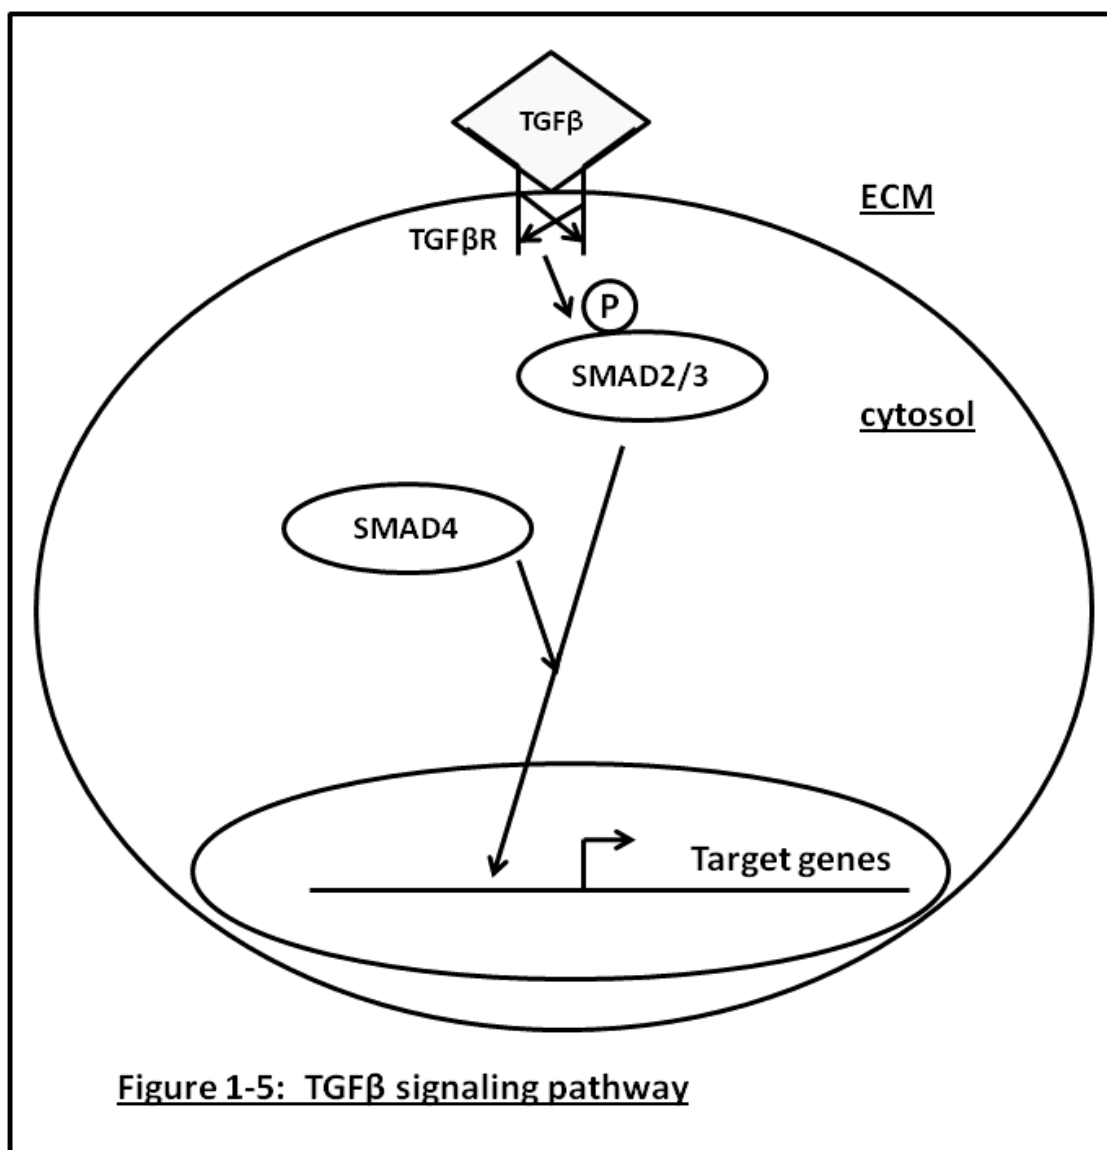 TGFβ
ECM
TGFβR
P
SMAD2/3
cytosol
SMAD4
Target genes
Figure 1-5: TGFβ signaling pathway